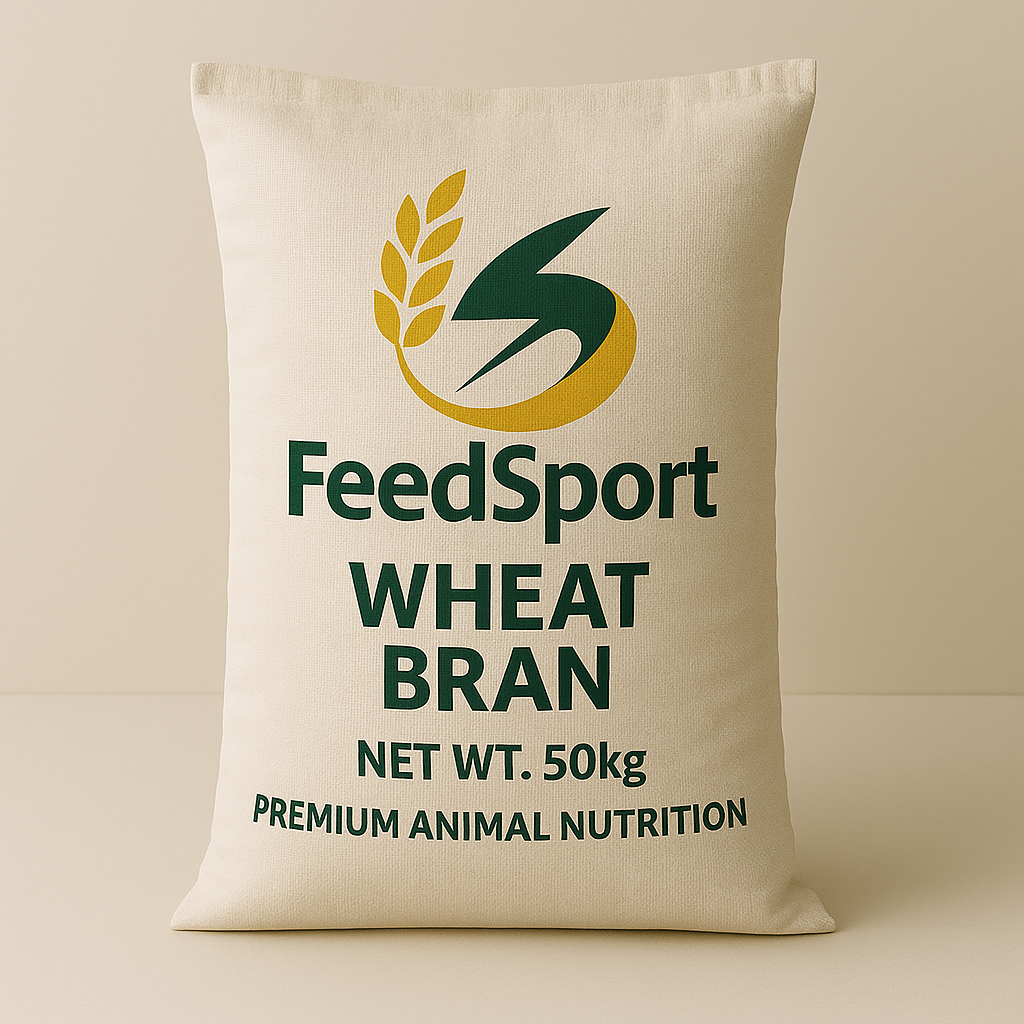 FeedSport
WHEAT
BRAN
NET WT. 50kg
PREMIUM ANIMAL NUTRITION